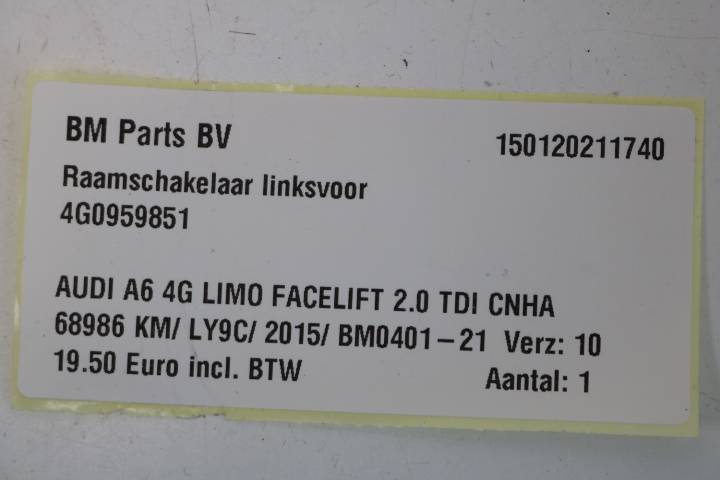 BM Parts BV 150120211740
Raamschakelaar linksvoor
4G0959851
AUDI A6 4G LIMO FACELIFT 2.0 TDI CNHA
68986 KM/ LY9C/ 2015/ BM0401-21 Verz: 10
19.50 Euro incl. BTW Aantal: 1